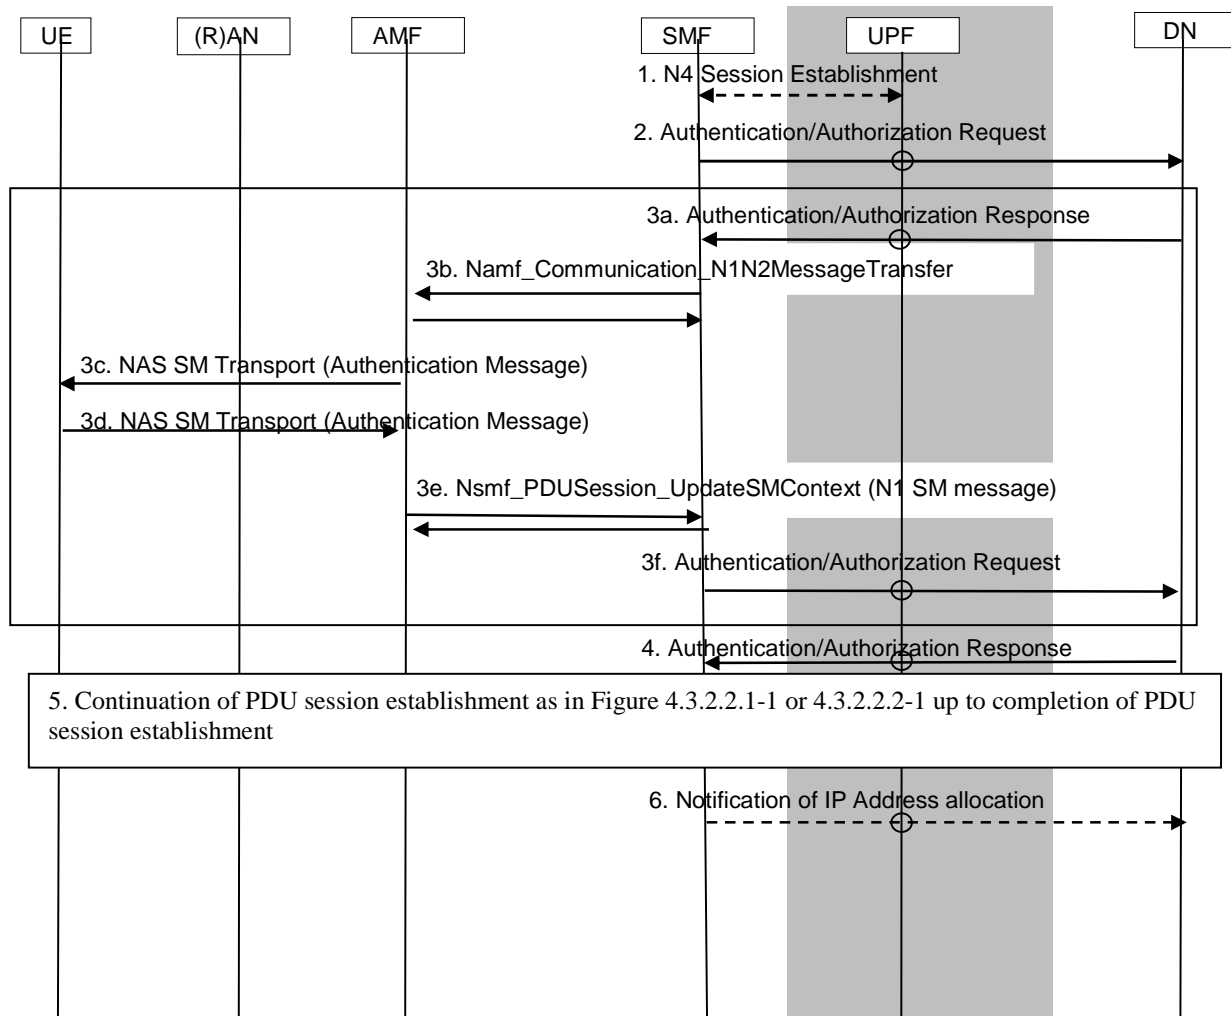 UE
(R)AN
AMF
SMF
UPF
DN
1. N4 Session Establishment
2. Authentication/Authorization Request
3a. Authentication/Authorization Response
3b. Namf_Communication_N1N2MessageTransfer
3c. NAS SM Transport (Authentication Message)
3d. NAS SM Transport (Authentication Message)
3e. Nsmf_PDUSession_UpdateSMContext (N1 SM message)
3f. Authentication/Authorization Request
4. Authentication/Authorization Response
5. Continuation of PDU session establishment as in Figure 4.3.2.2.1-1 or 4.3.2.2.2-1 up to completion of PDU
session establishment
6. Notification of IP Address allocation